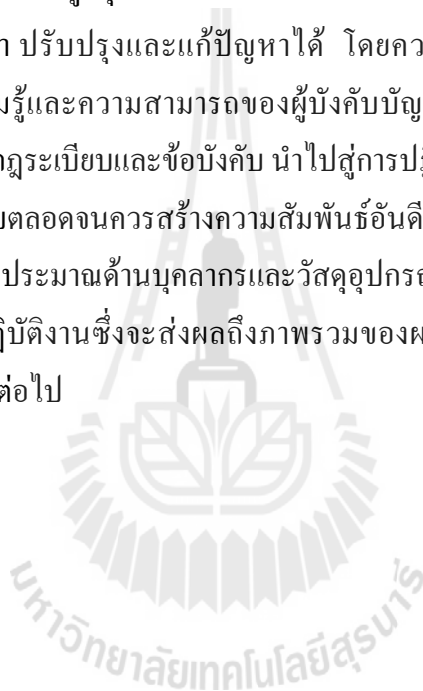 า ปรับปรุงและแก้ปัญหาได้ โดยคว
มรู้และความสามารถของผู้บังคับบัญ
กฎระเบียบและข้อบังคับ นำไปสู่การปฏ
บตลอดจนควรสร้างความสัมพันธ์อันดี
ประมาณด้านบุคลากรและวัสดุอุปกรณ
ฏิบัติงานซึ่งจะส่งผลถึงภาพรวมของผ
ต่อไป
มหาวิทยาลัยเทคโนโลยีสุรนารี